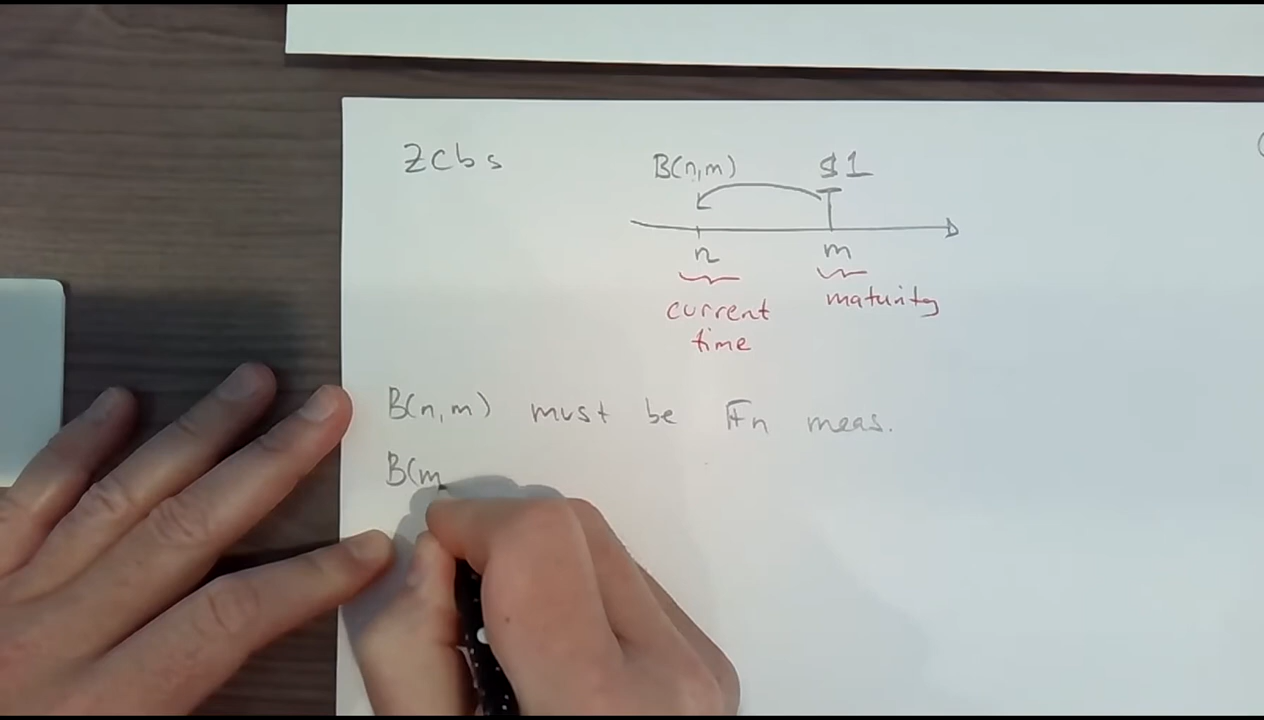 Zcbs
B(n,m) $1
n m
current time
maturity
B(n,m) must be Fn meas.
B(m,